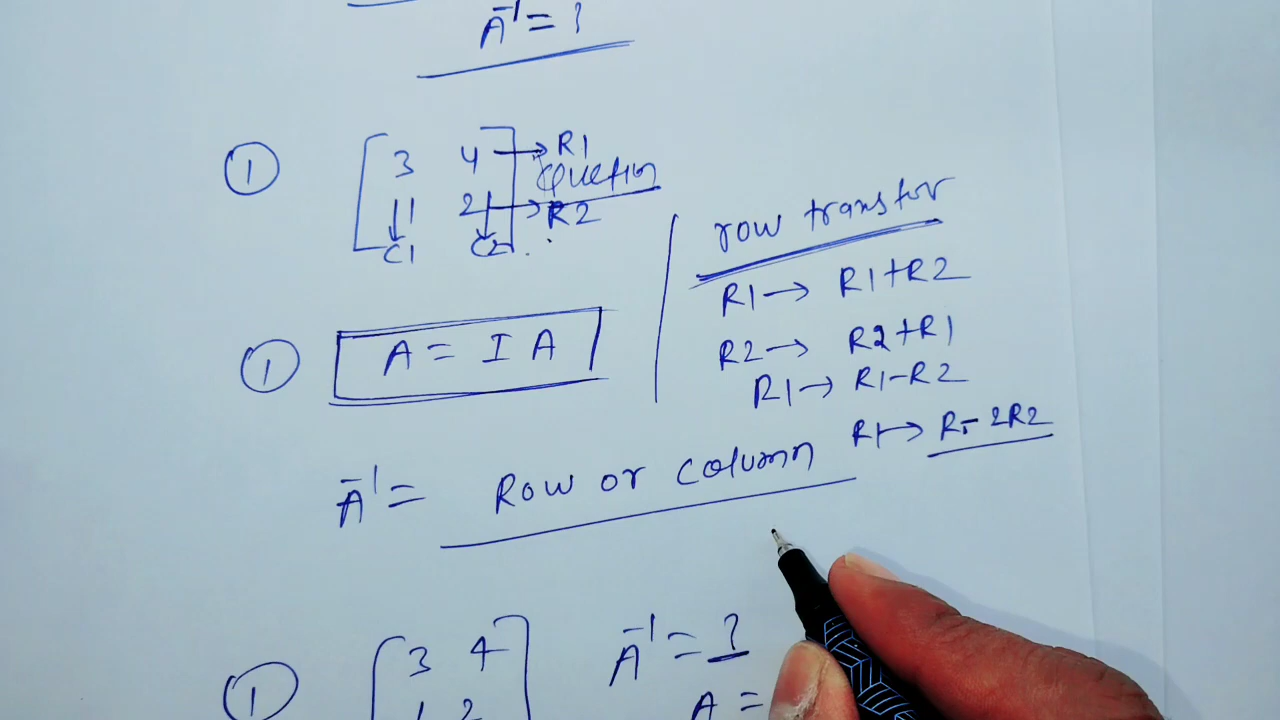 A⁻¹ = ?
① [3 4 → R1
Question
1 2] → R2
C1 C2
row transfor
R1 → R1+R2
R2 → R2+R1
R1 → R1-R2
R1 → R1-2R2
① A = I A
A⁻¹ = Row or column
① [3 4
1 2
A⁻¹ = ?
A =